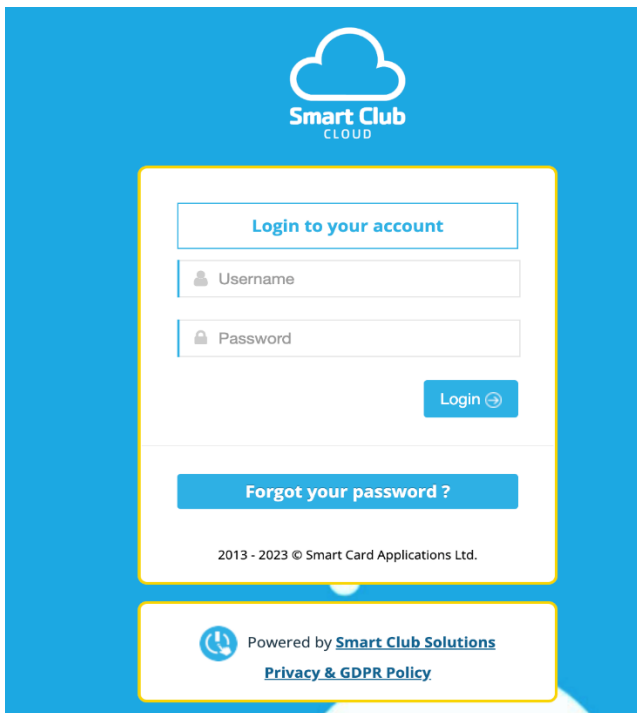 Smart Club
CLOUD
Login to your account
Username
Password
Login
Forgot your password ?
2013 - 2023 © Smart Card Applications Ltd.
Powered by Smart Club Solutions
Privacy & GDPR Policy